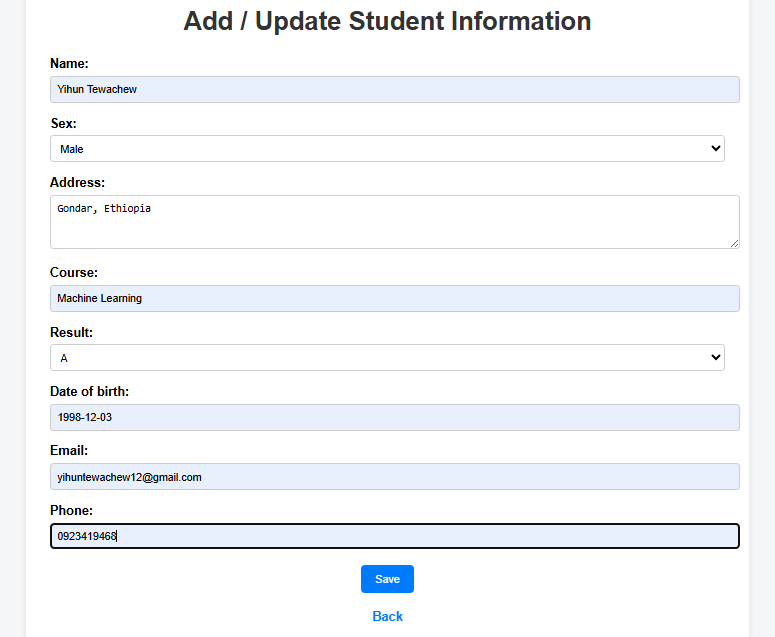 Add / Update Student Information
Name:
Yihun Tewachew
Sex:
Male
Address:
Gondar, Ethiopia
Course:
Machine Learning
Result:
A
Date of birth:
1998-12-03
Email:
yihuntewachew12@gmail.com
Phone:
0923419468
Save
Back